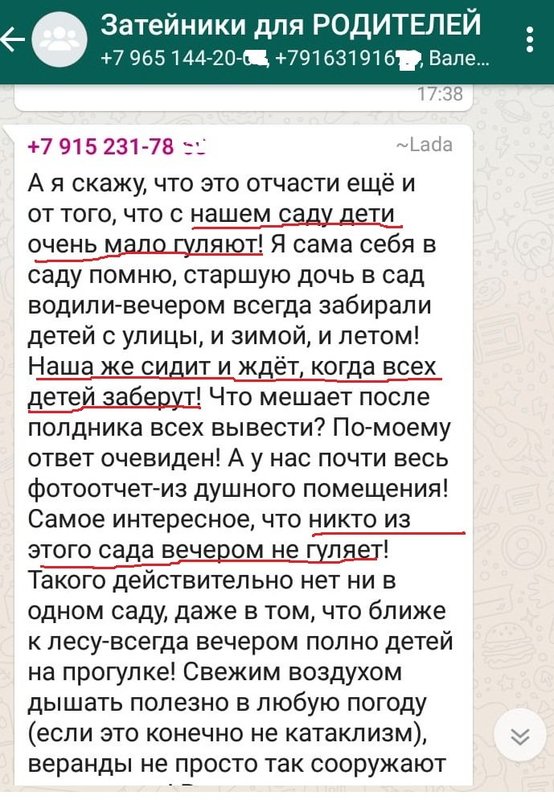 Затейники для РОДИТЕЛЕЙ
+7 965 144-20-0, +791631916, Вале...
17:38
+7 915 231-78
~Lada
А я скажу, что это отчасти ещё и
от того, что с нашем саду дети
очень мало гуляют! Я сама себя в
саду помню, старшую дочь в сад
водили-вечером всегда забирали
детей с улицы, и зимой, и летом!
Наша же сидит и ждёт, когда всех
детей заберут! Что мешает после
полдника всех вывести? По-моему
ответ очевиден! А у нас почти весь
фотоотчет-из душного помещения!
Самое интересное, что никто из
этого сада вечером не гуляет!
Такого действительно нет ни в
одном саду, даже в том, что ближе
к лесу-всегда вечером полно детей
на прогулке! Свежим воздухом
дышать полезно в любую погоду
(если это конечно не катаклизм),
веранды не просто так сооружают